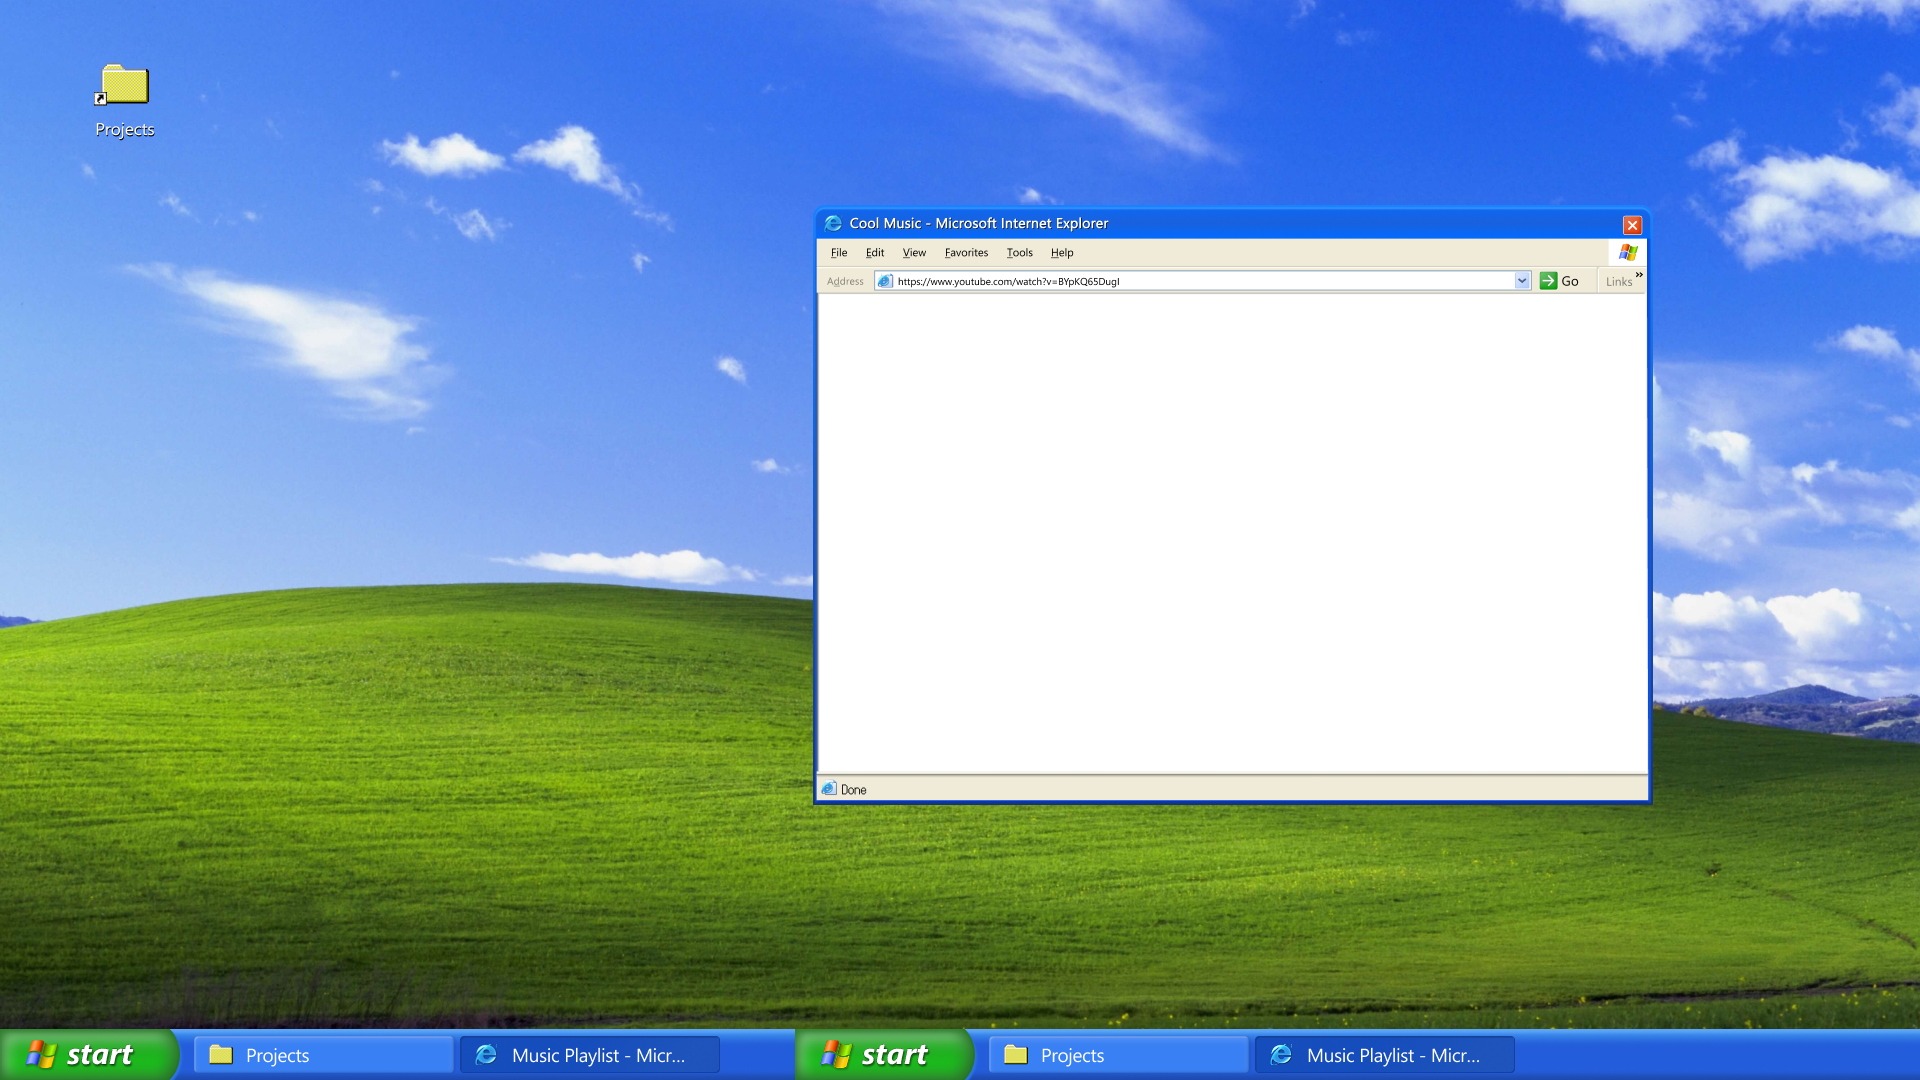 Projects
Cool Music - Microsoft Internet Explorer
File Edit View Favorites Tools Help
Address https://www.youtube.com/watch?v=BYpKQ65DugI Go Links »
Done
start Projects Music Playlist - Micr... start Projects Music Playlist - Micr...